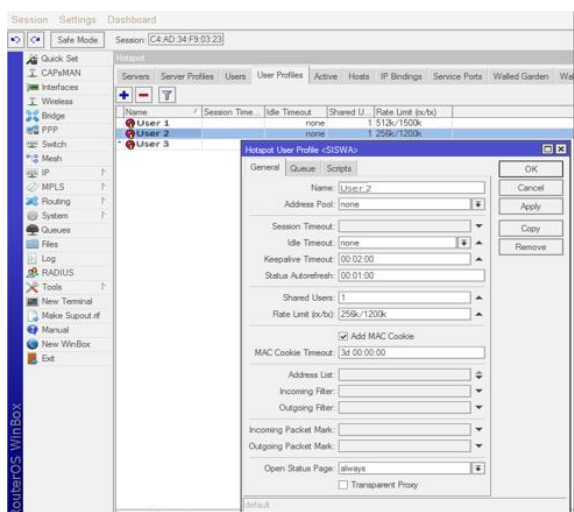 Session Settings Dashboard
Safe Mode Session: C4:AD:34:F9:03:23
Quick Set
CAPsMAN
Interfaces
Wireless
Bridge
PPP
Switch
Mesh
IP
MPLS
Routing
System
Queues
Files
Log
RADIUS
Tools
New Terminal
Make Supout.rif
Manual
New WinBox
Exit
RouterOS WinBox
Hotspot
Servers Server Profiles Users User Profiles Active Hosts IP Bindings Service Ports Walled Garden
Name Session Time... Idle Timeout Shared U... Rate Limit (rx/tx)
User 1 none 1 512k/1500k
User 2 none 1 256k/1200k
User 3
Hotspot User Profile <SISWA>
General Queue Scripts
Name: User 2
Address Pool: none
Session Timeout:
Idle Timeout: none
Keepalive Timeout: 00:02:00
Status Autorefresh: 00:01:00
Shared Users: 1
Rate Limit (rx/tx): 256k/1200k
Add MAC Cookie
MAC Cookie Timeout: 3d 00:00:00
Address List:
Incoming Filter:
Outgoing Filter:
Incoming Packet Mark:
Outgoing Packet Mark:
Open Status Page: always
Transparent Proxy
default
OK
Cancel
Apply
Copy
Remove